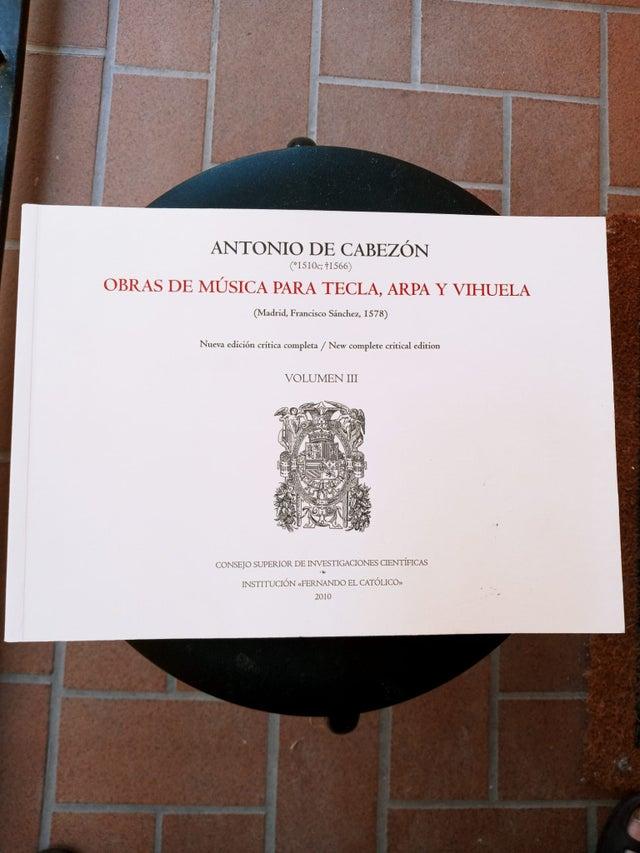 ANTONIO DE CABEZÓN
(*1510c; †1566)
OBRAS DE MÚSICA PARA TECLA, ARPA Y VIHUELA
(Madrid, Francisco Sánchez, 1578)
Nueva edición crítica completa / New complete critical edition
VOLUMEN III
CONSEJO SUPERIOR DE INVESTIGACIONES CIENTÍFICAS
INSTITUCIÓN «FERNANDO EL CATÓLICO»
2010